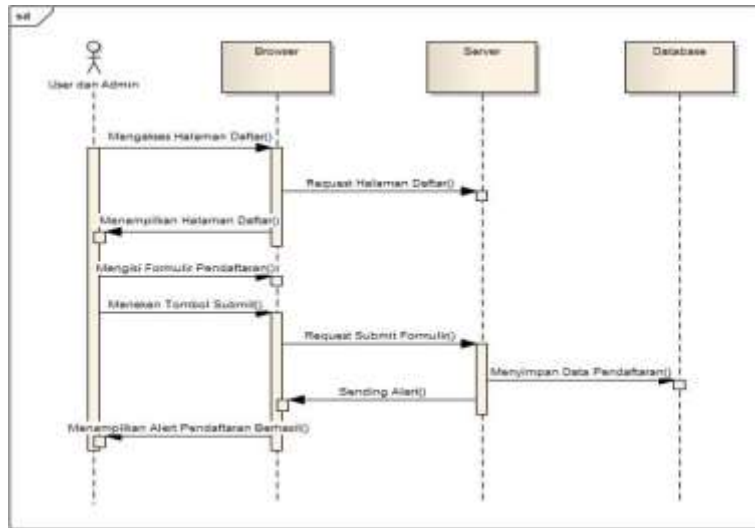 sd
User dan Admin
Browser
Server
Database
Mengakses Halaman Daftar()
Request Halaman Daftar()
Menampilkan Halaman Daftar()
Mengisi Formulir Pendaftaran()
Menekan Tombol Submit()
Request Submit Formulir()
Menyimpan Data Pendaftaran()
Sending Alert()
Menampilkan Alert Pendaftaran Berhasil()